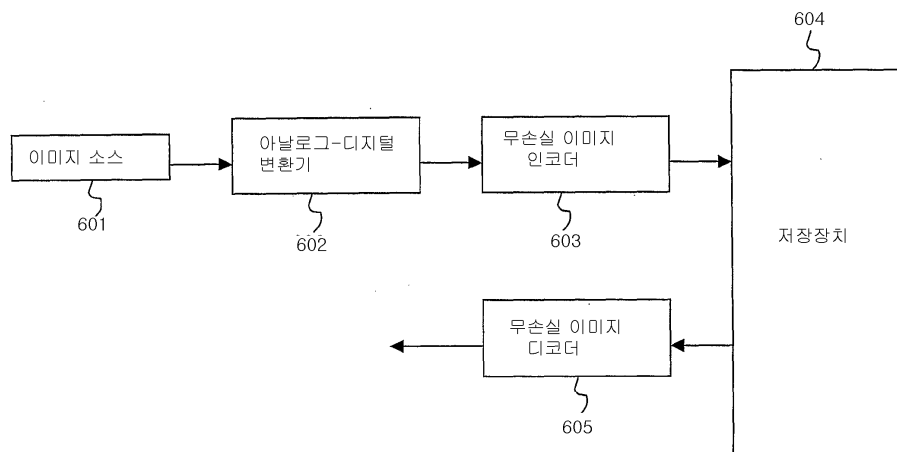 604
이미지 소스
아날로그-디지털
변환기
무손실 이미지
인코더
601
602
603
저장장치
무손실 이미지
디코더
605